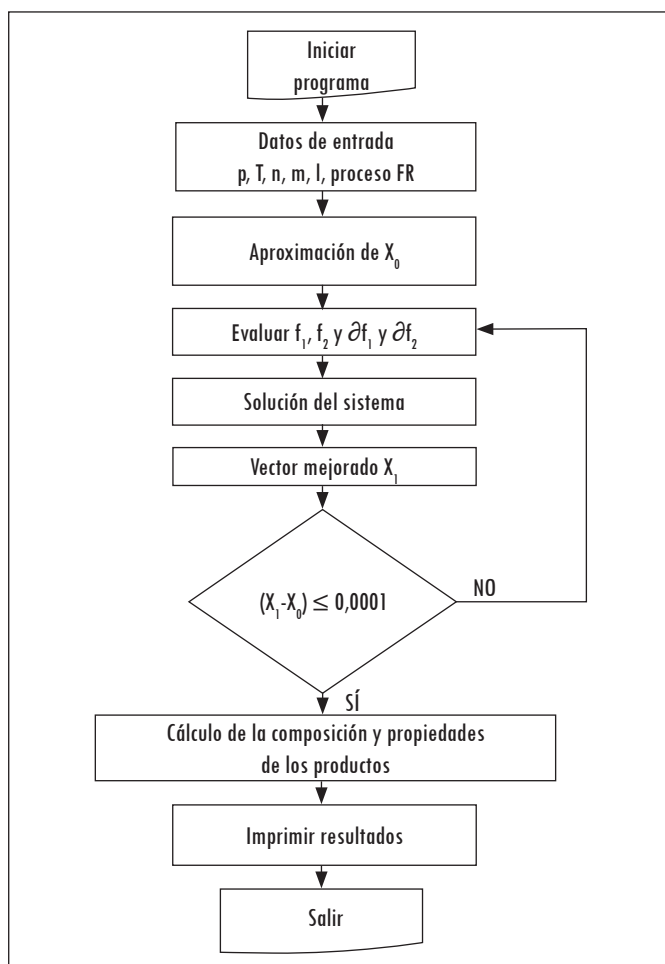 Iniciar
programa
Datos de entrada
p, T, n, m, l, proceso FR
Aproximación de X₀
Evaluar f₁, f₂ y ∂f₁ y ∂f₂
Solución del sistema
Vector mejorado X₁
(X₁-X₀) ≤ 0,0001
NO
SÍ
Cálculo de la composición y propiedades
de los productos
Imprimir resultados
Salir